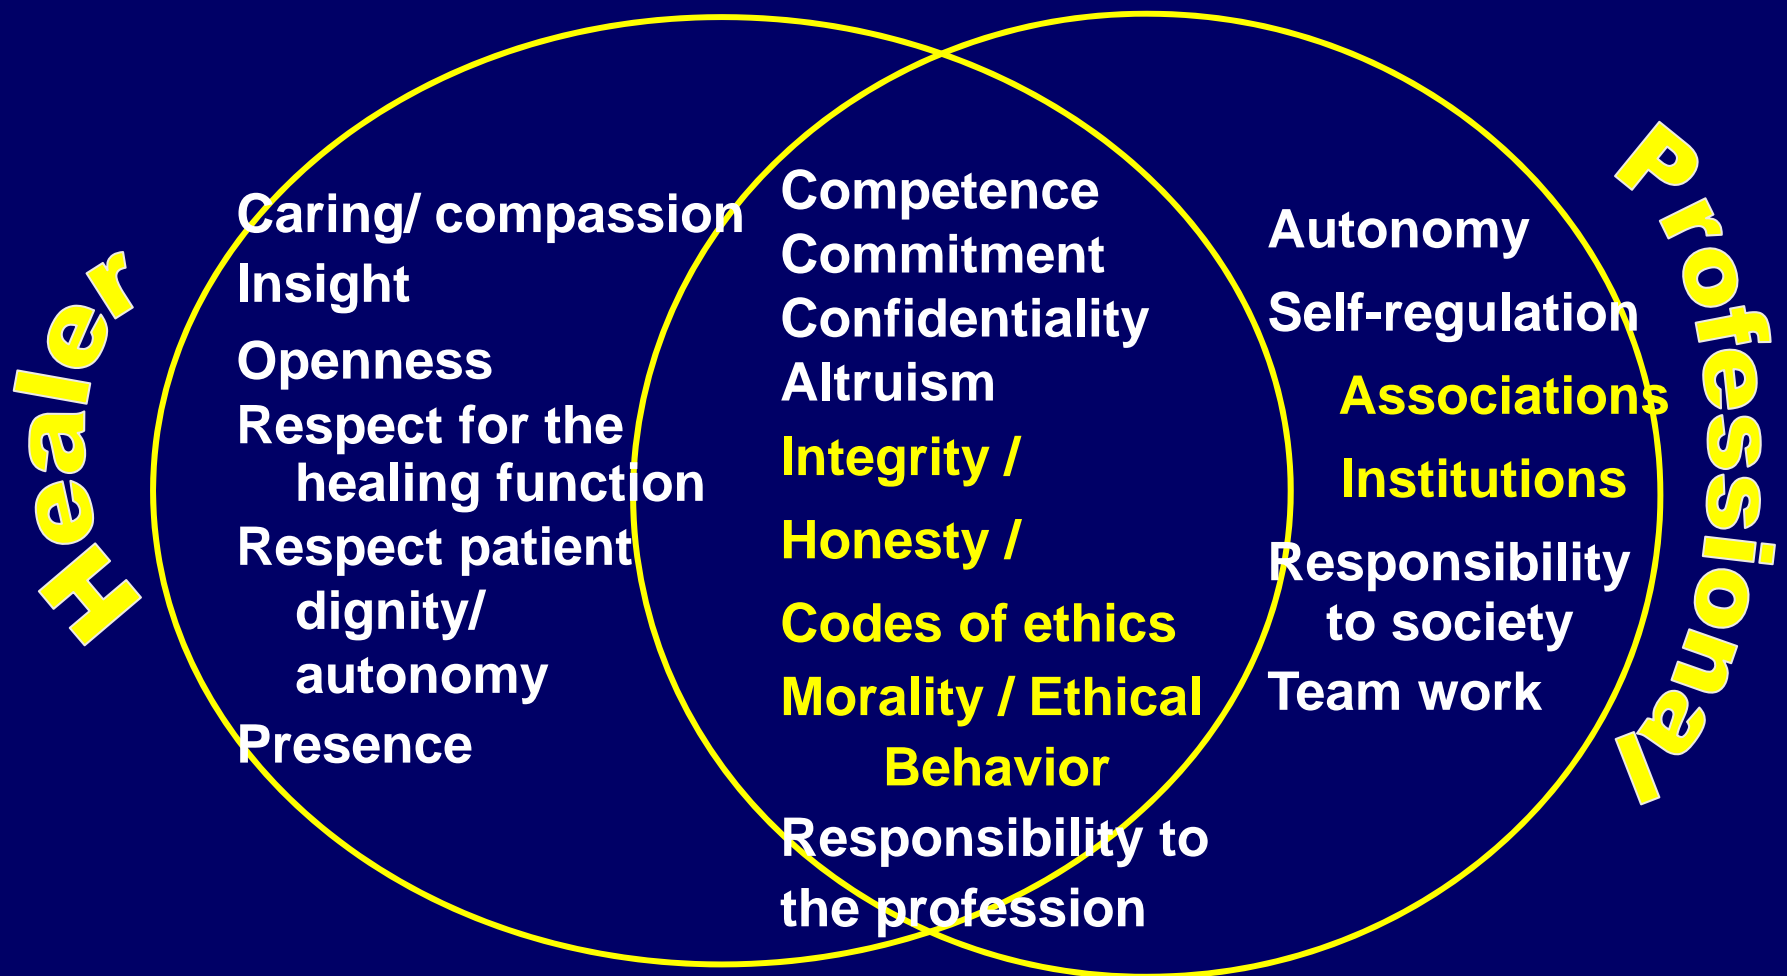 Healer
Caring/ compassion
Insight
Openness
Respect for the
healing function
Respect patient
dignity/
autonomy
Presence
Competence
Commitment
Confidentiality
Altruism
Integrity /
Honesty /
Codes of ethics
Morality / Ethical
Behavior
Responsibility to
the profession
Autonomy
Self-regulation
Associations
Institutions
Responsibility
to society
Team work
Professional